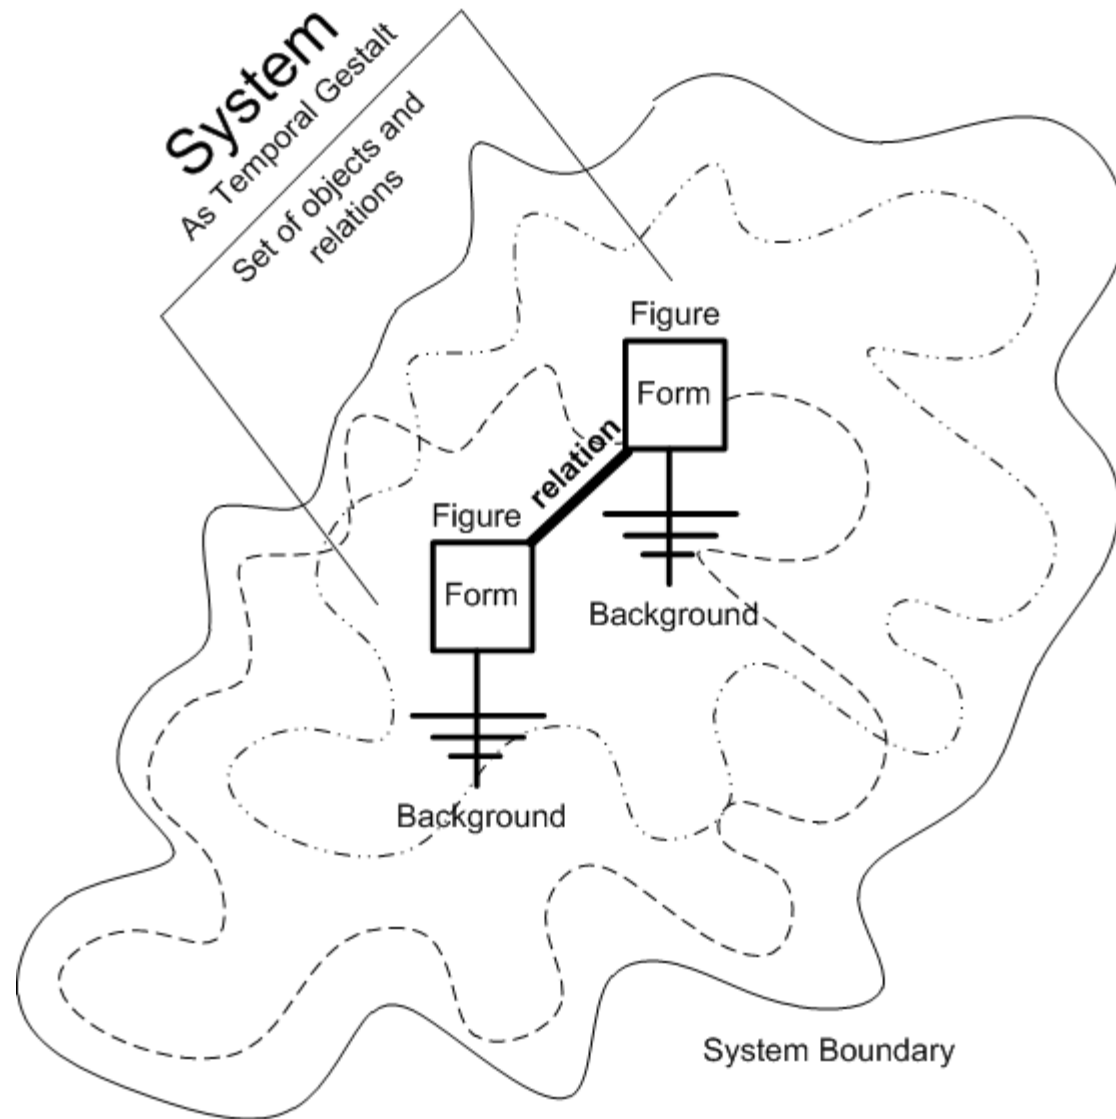 System
As Temporal Gestalt
Set of objects and
relations
Figure
Form
relation
Figure
Form
Background
Background
System Boundary